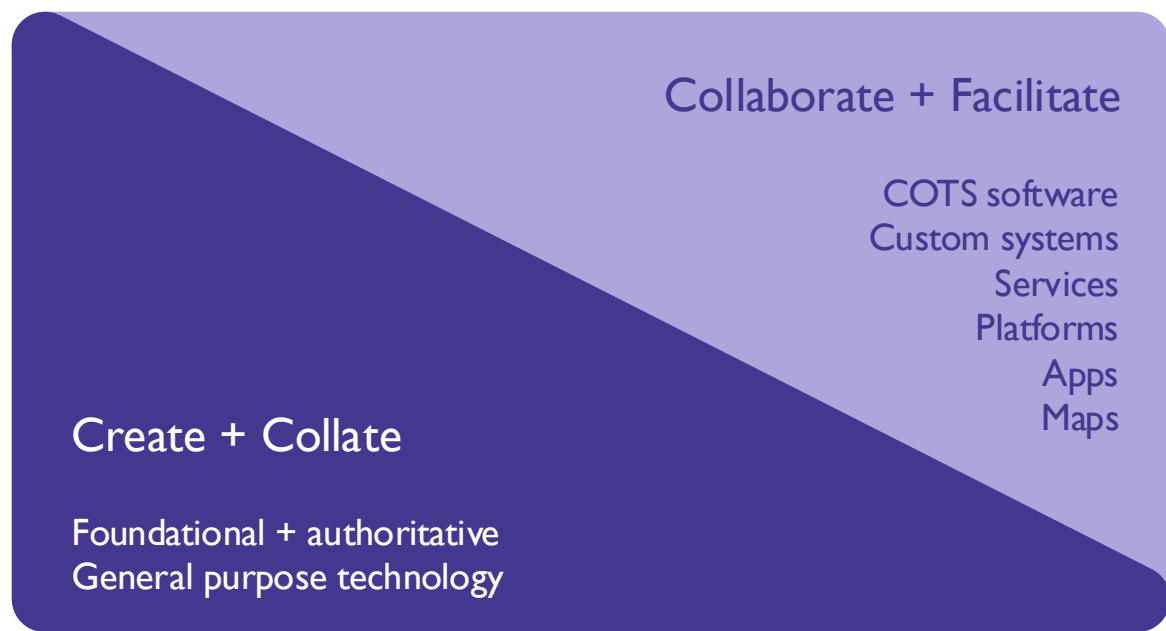 Collaborate + Facilitate
COTS software
Custom systems
Services
Platforms
Apps
Maps
Create + Collate
Foundational + authoritative
General purpose technology